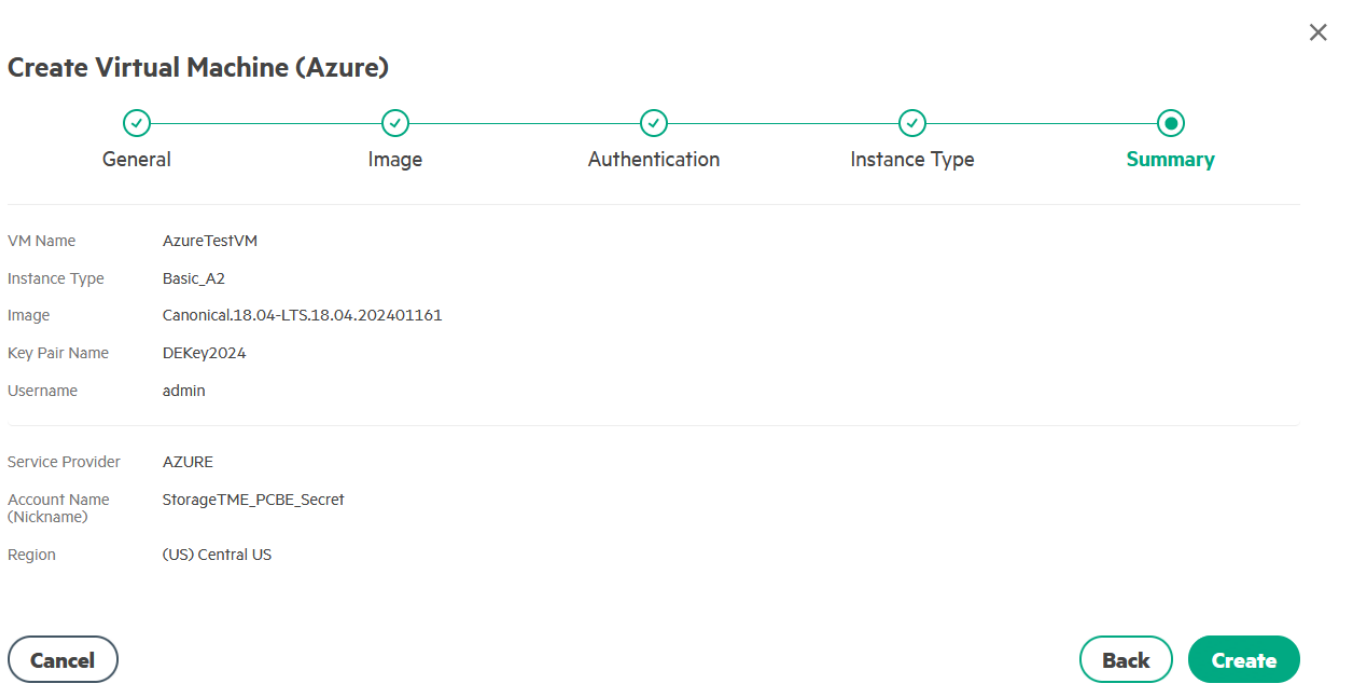 Create Virtual Machine (Azure)
General Image Authentication Instance Type Summary
VM Name AzureTestVM
Instance Type Basic_A2
Image Canonical.18.04-LTS.18.04.202401161
Key Pair Name DEKey2024
Username admin
Service Provider AZURE
Account Name StorageTME_PCBE_Secret
(Nickname)
Region (US) Central US
Cancel Back Create